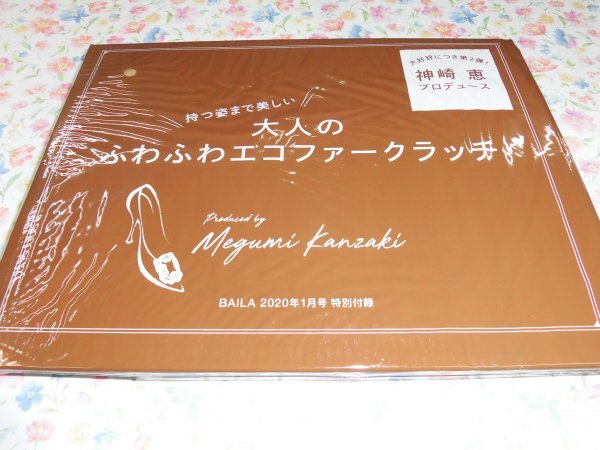 大好評につき第2弾!
神崎 恵
プロデュース
持つ姿まで美しい
大人の
ふわふわエコファークラッチ
Produced by
Megumi Kanzaki
BAILA 2020年1月号 特別付録